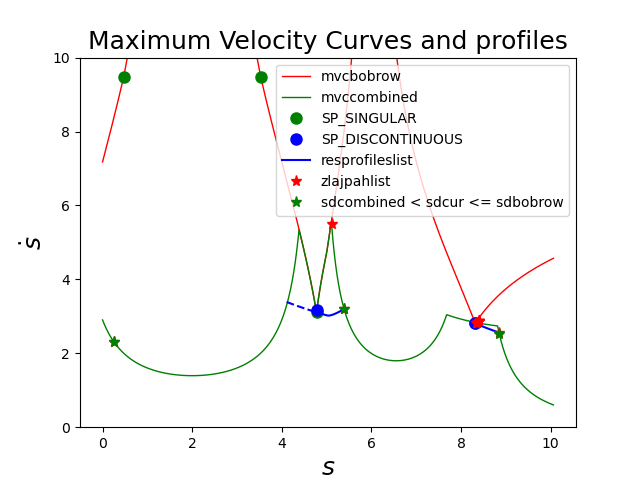 Maximum Velocity Curves and profiles
10
8
6
4
2
0
ṡ
mvcbobrow
mvccombined
SP_SINGULAR
SP_DISCONTINUOUS
resprofileslist
zlajpahlist
sdcombined < sdcur <= sdbobrow
0 2 4 6 8 10
s